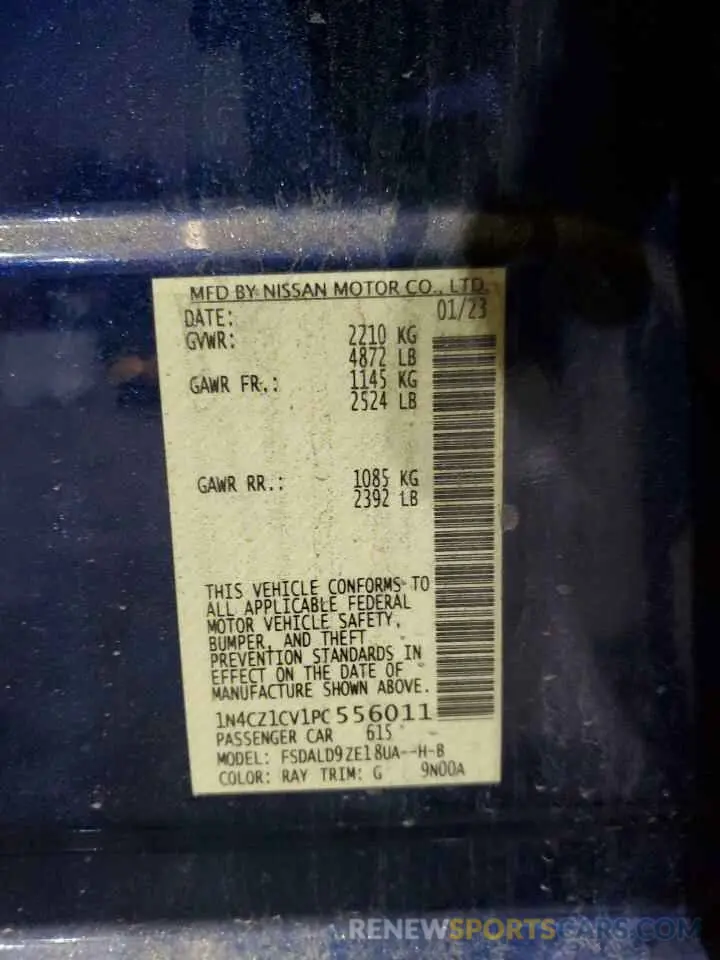 MFD BY NISSAN MOTOR CO., LTD.
DATE: 01/23
GVWR: 2210 KG
4872 LB
GAWR FR.: 1145 KG
2524 LB
GAWR RR.: 1085 KG
2392 LB
THIS VEHICLE CONFORMS TO
ALL APPLICABLE FEDERAL
MOTOR VEHICLE SAFETY,
BUMPER, AND THEFT
PREVENTION STANDARDS IN
EFFECT ON THE DATE OF
MANUFACTURE SHOWN ABOVE.
1N4CZ1CV1PC556011
PASSENGER CAR 615
MODEL: FSDALD9ZE18UA--H-B
COLOR: RAY TRIM: G 9N00A
RENEWSPORTSCARS.COM